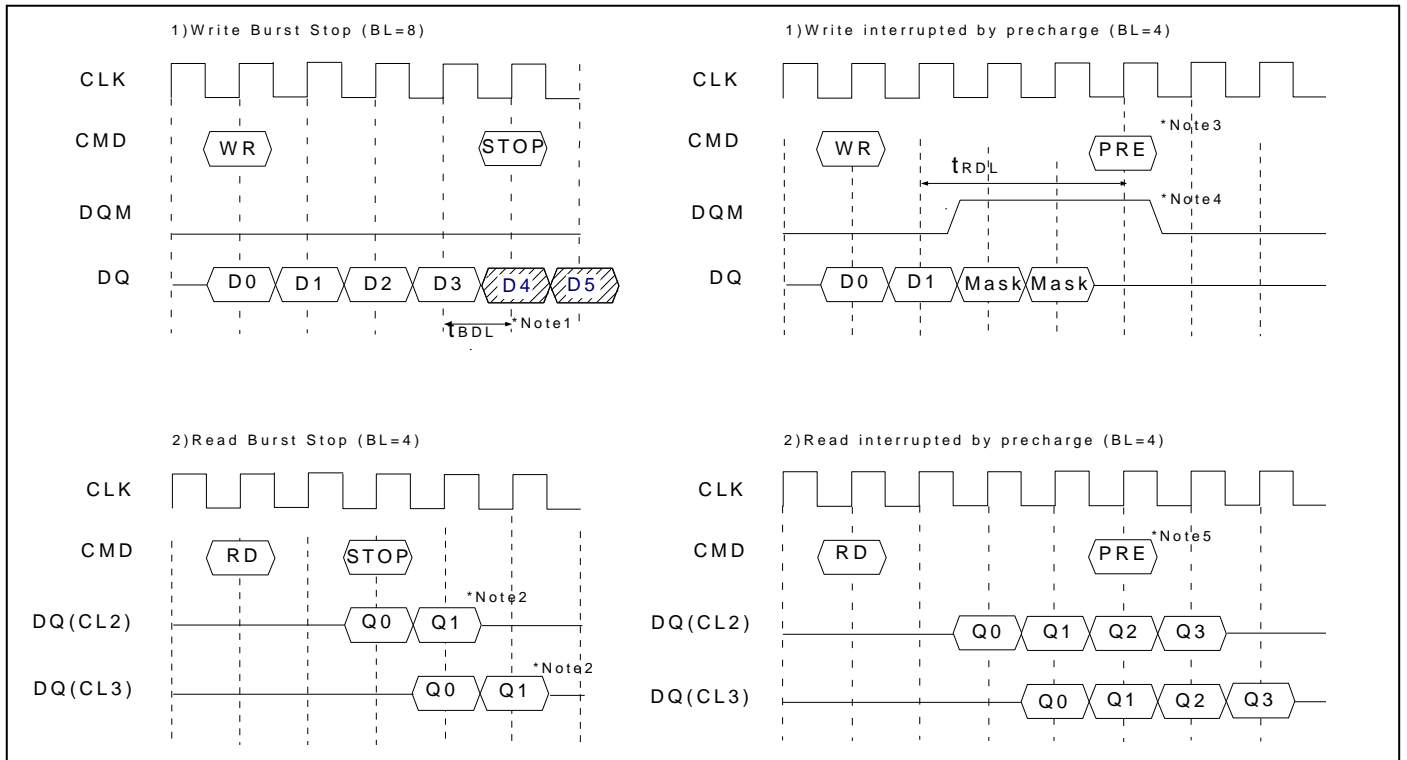 1)Write Burst Stop (BL=8)
CLK
CMD
WR
STOP
DQM
DQ
D0
D1
D2
D3
D4
D5
tBDL
*Note1
1)Write interrupted by precharge (BL=4)
CLK
CMD
WR
PRE
*Note3
tRDL
DQM
*Note4
DQ
D0
D1
Mask
Mask
2)Read Burst Stop (BL=4)
CLK
CMD
RD
STOP
DQ(CL2)
Q0
Q1
*Note2
DQ(CL3)
Q0
Q1
*Note2
2)Read interrupted by precharge (BL=4)
CLK
CMD
RD
PRE
*Note5
DQ(CL2)
Q0
Q1
Q2
Q3
DQ(CL3)
Q0
Q1
Q2
Q3